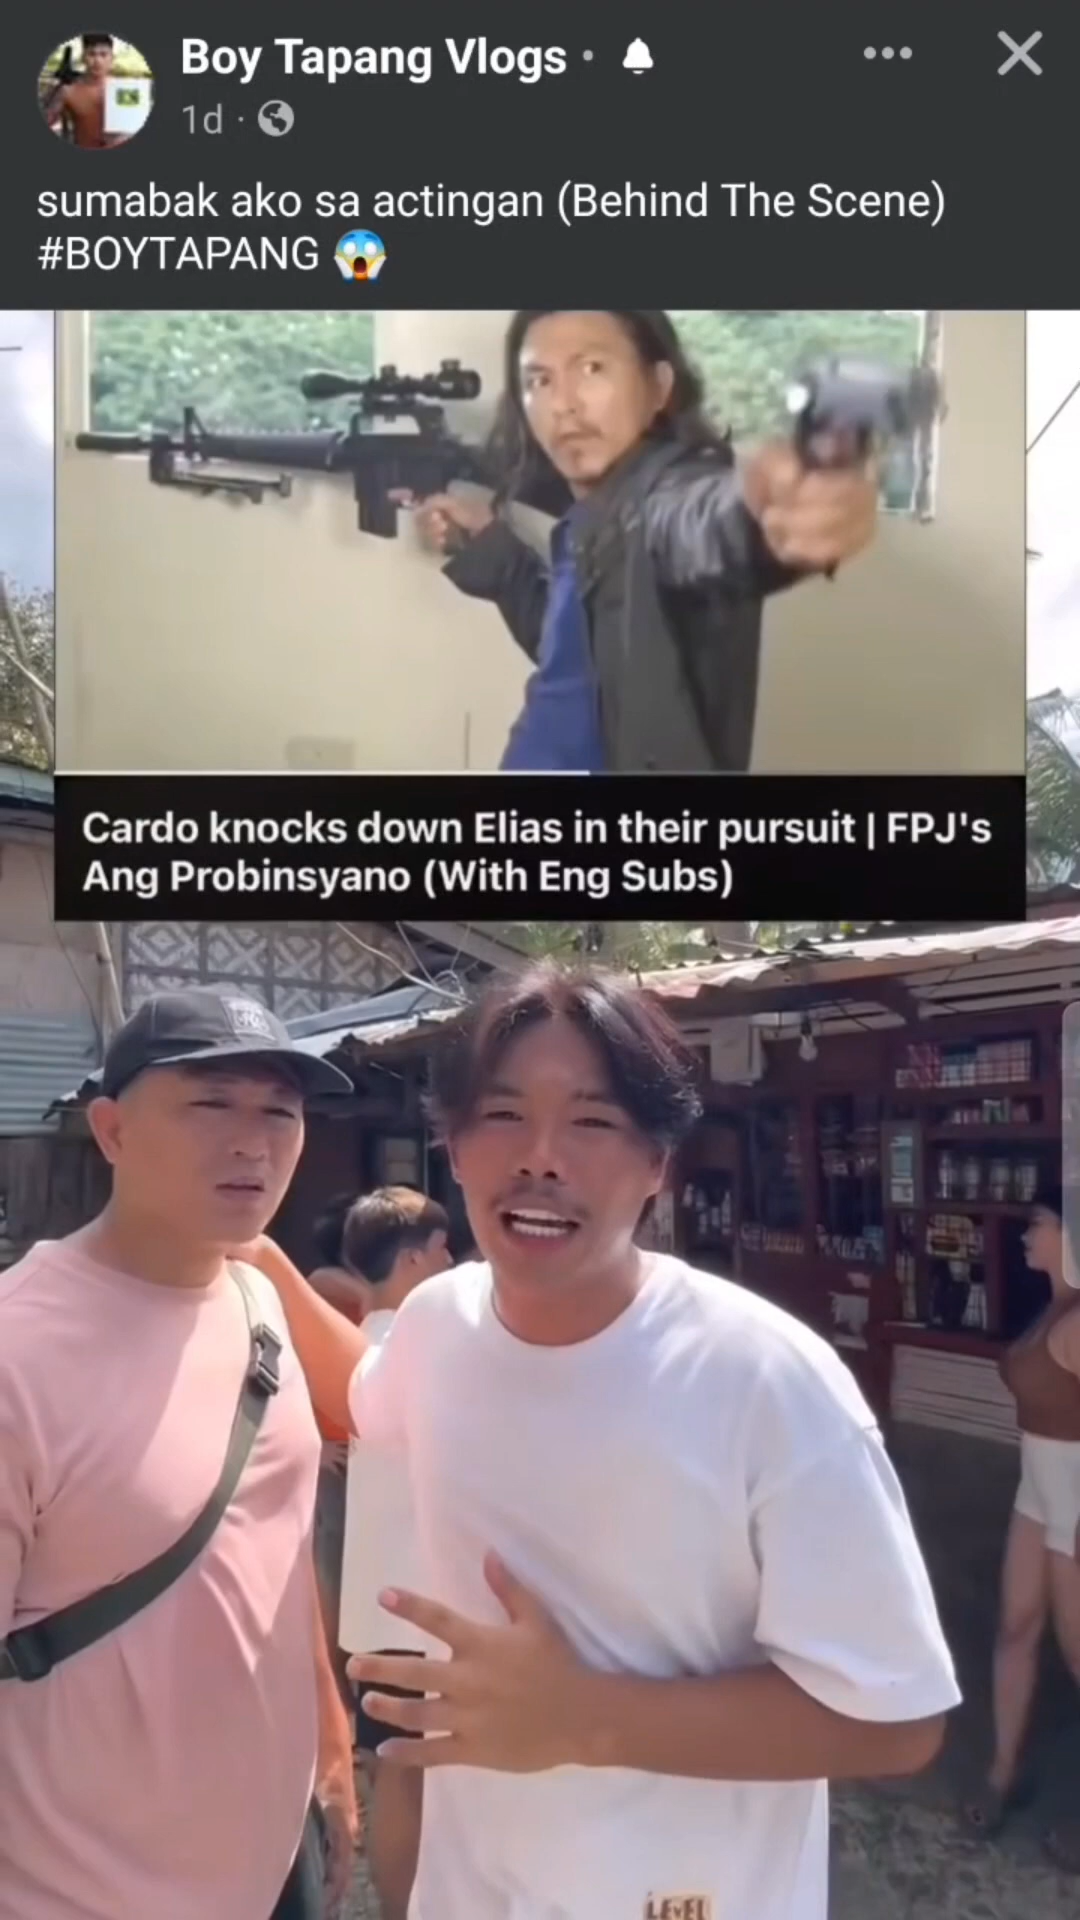 Boy Tapang Vlogs •
1d ·
sumabak ako sa actingan (Behind The Scene)
#BOYTAPANG 😱
Cardo knocks down Elias in their pursuit | FPJ's
Ang Probinsyano (With Eng Subs)
LEVEL